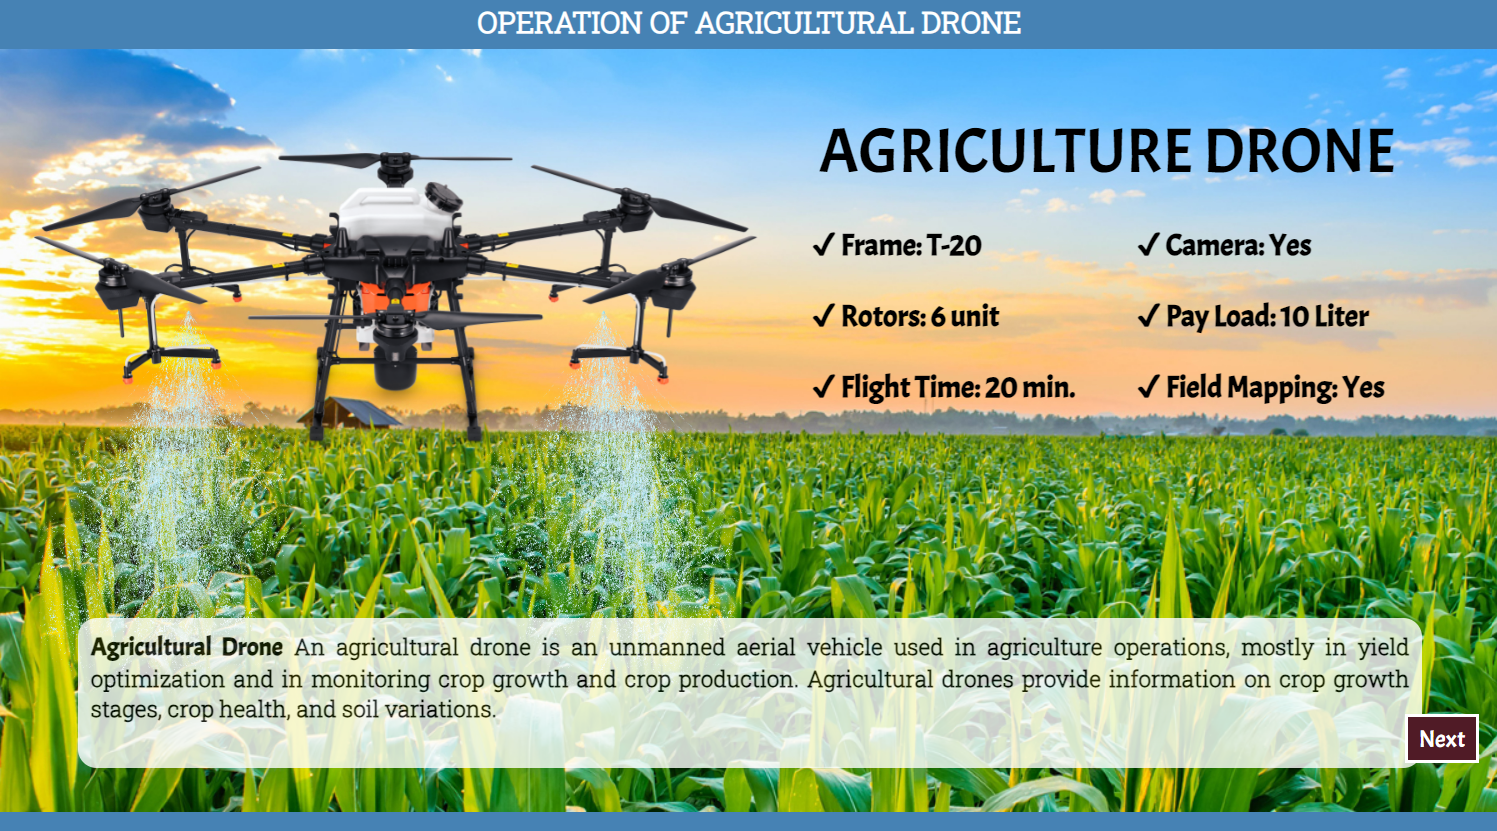 OPERATION OF AGRICULTURAL DRONE
AGRICULTURE DRONE
✓ Frame: T-20
✓ Camera: Yes
✓ Rotors: 6 unit
✓ Pay Load: 10 Liter
✓ Flight Time: 20 min.
✓ Field Mapping: Yes
Agricultural Drone An agricultural drone is an unmanned aerial vehicle used in agriculture operations, mostly in yield
optimization and in monitoring crop growth and crop production. Agricultural drones provide information on crop growth
stages, crop health, and soil variations.
Next